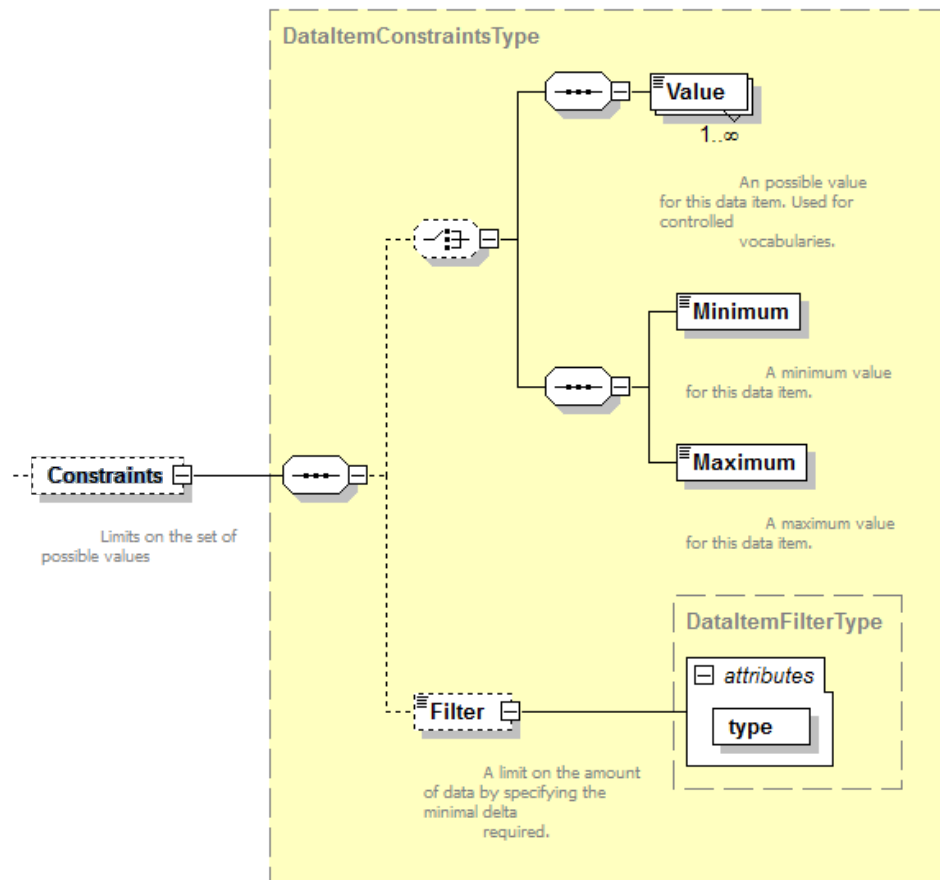 DataItemConstraintsType
Value
1..∞
An possible value
for this data item. Used for
controlled
vocabularies.
Minimum
A minimum value
for this data item.
Constraints
Limits on the set of
possible values
Maximum
A maximum value
for this data item.
DataItemFilterType
attributes
type
Filter
A limit on the amount
of data by specifying the
minimal delta
required.